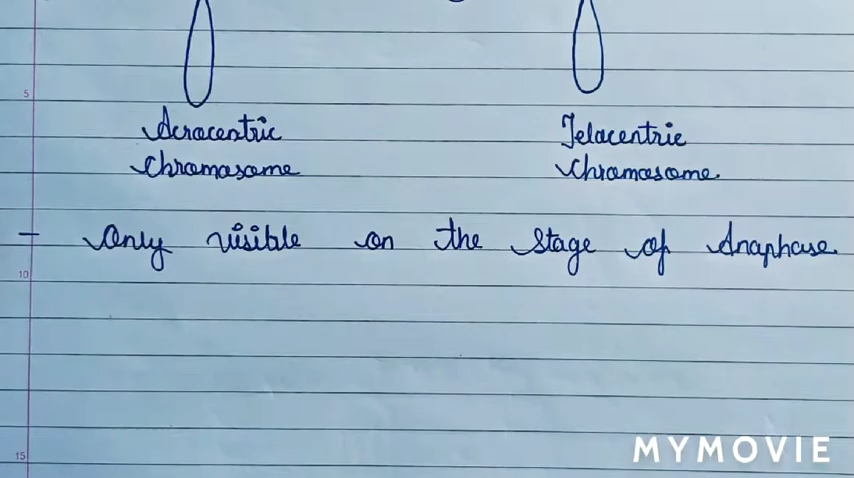 5
Acrocentric Telocentric
Chromosome Chromosome
— Only visible on the stage of Anaphase
10
15
MYMOVIE